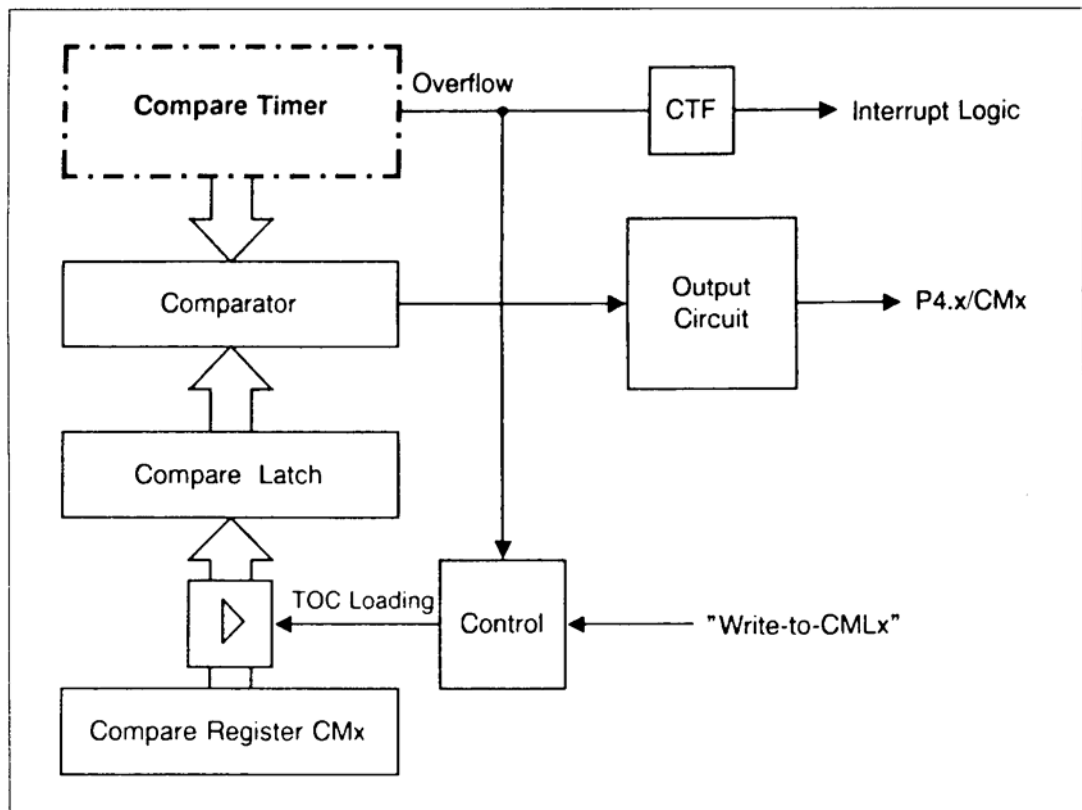 Compare Timer
Overflow
CTF
Interrupt Logic
Comparator
Output
Circuit
P4.x/CMx
Compare Latch
TOC Loading
Control
"Write-to-CMLx"
Compare Register CMx